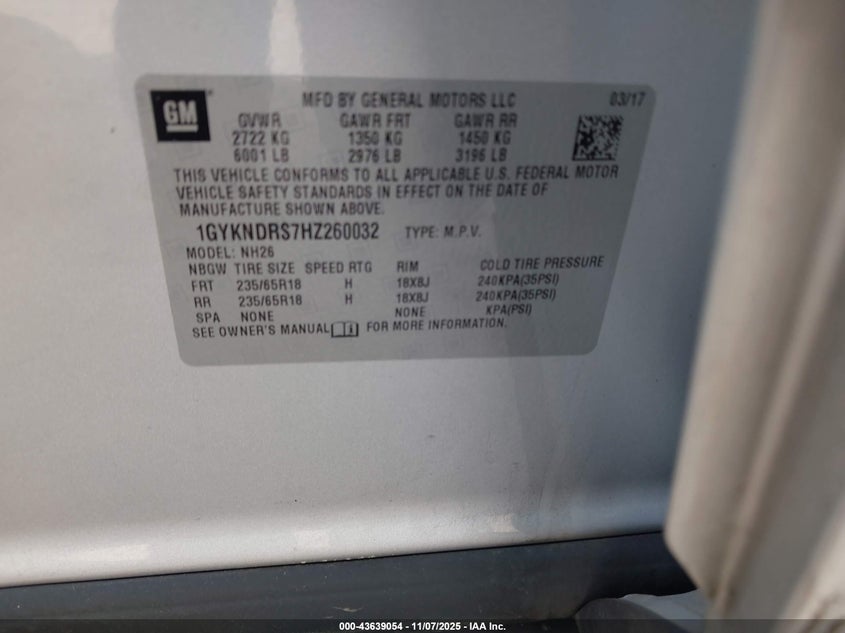 GM
MFD BY GENERAL MOTORS LLC 03/17
GVWR GAWR FRT GAWR RR
2722 KG 1350 KG 1450 KG
6001 LB 2976 LB 3196 LB
THIS VEHICLE CONFORMS TO ALL APPLICABLE U.S. FEDERAL MOTOR
VEHICLE SAFETY STANDARDS IN EFFECT ON THE DATE OF
MANUFACTURE SHOWN ABOVE.
1GYKNDRS7HZ260032 TYPE: M.P.V.
MODEL: NH26
NBGW TIRE SIZE SPEED RTG RIM COLD TIRE PRESSURE
FRT 235/65R18 H 18X8J 240KPA(35PSI)
RR 235/65R18 H 18X8J 240KPA(35PSI)
SPA NONE NONE KPA(PSI)
SEE OWNER'S MANUAL FOR MORE INFORMATION.
000-43639054 - 11/07/2025 - IAA Inc.